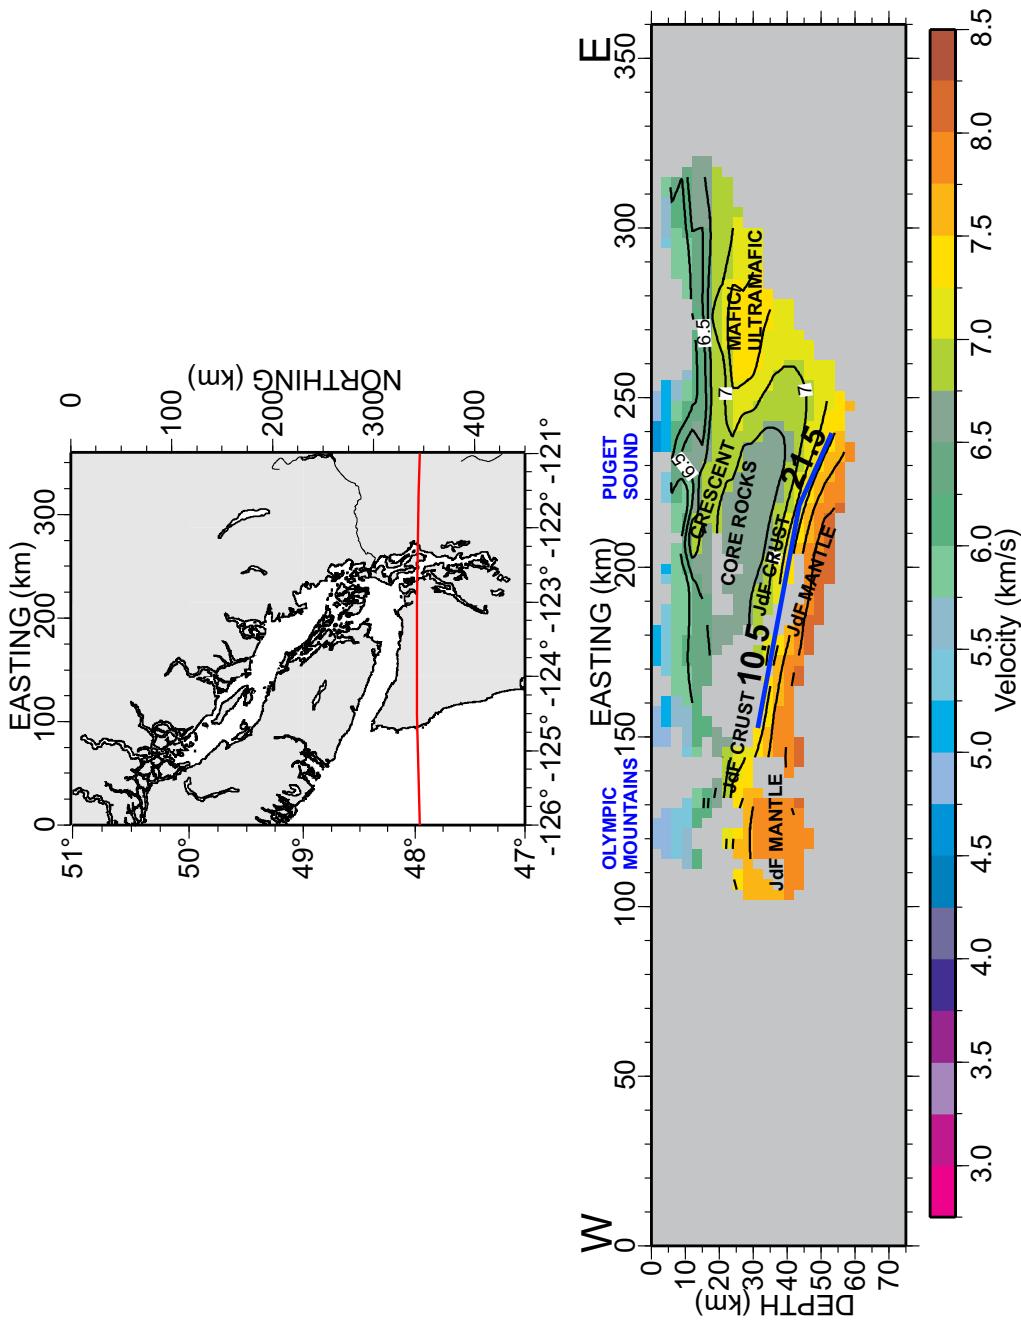 EASTING (km)
0 100 200 300
NORTHING (km)
0 100 200 300 400
51° 50° 49° 48° 47°
-126° -125° -124° -123° -122° -121°
W
E
OLYMPIC
MOUNTAINS
PUGET
SOUND
EASTING (km)
0 50 100 150 200 250 300 350
DEPTH (km)
0 10 20 30 40 50 60 70
6.5
6.5
7
7
CRESCENT
CORE ROCKS
MAFIC/
ULTRAMAFIC
JdF CRUST
10.5
JdF CRUST
21.5
JdF MANTLE
JdF MANTLE
3.0 3.5 4.0 4.5 5.0 5.5 6.0 6.5 7.0 7.5 8.0 8.5
Velocity (km/s)